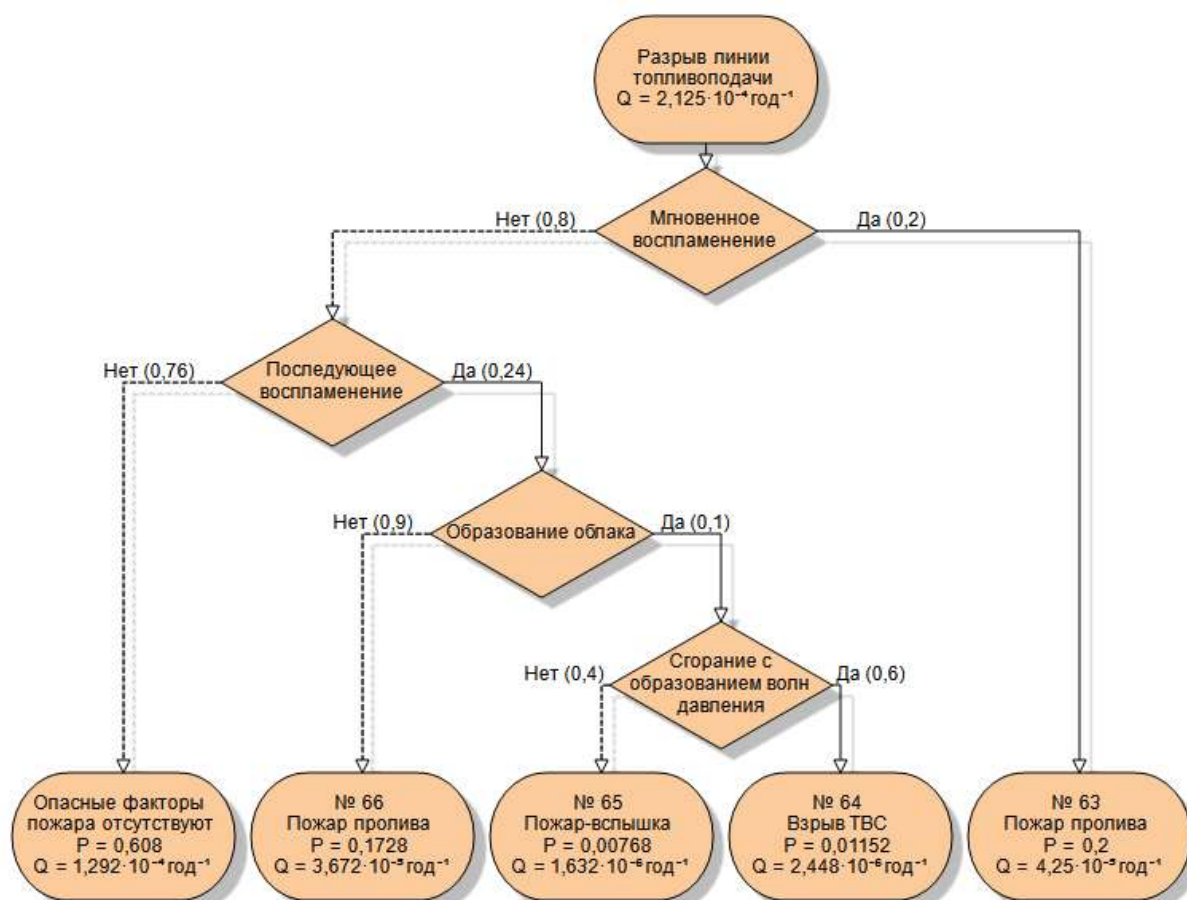 Разрыв линии
топливоподачи
Q = 2,125·10⁻⁴ год⁻¹
Нет (0,8)
Мгновенное
воспламенение
Да (0,2)
Нет (0,76)
Последующее
воспламенение
Да (0,24)
Нет (0,9)
Образование облака
Да (0,1)
Нет (0,4)
Сгорание с
образованием волн
давления
Да (0,6)
Опасные факторы
пожара отсутствуют
P = 0,608
Q = 1,292·10⁻⁴ год⁻¹
№ 66
Пожар пролива
P = 0,1728
Q = 3,672·10⁻⁵ год⁻¹
№ 65
Пожар-вспышка
P = 0,00768
Q = 1,632·10⁻⁶ год⁻¹
№ 64
Взрыв ТВС
P = 0,01152
Q = 2,448·10⁻⁶ год⁻¹
№ 63
Пожар пролива
P = 0,2
Q = 4,25·10⁻⁵ год⁻¹